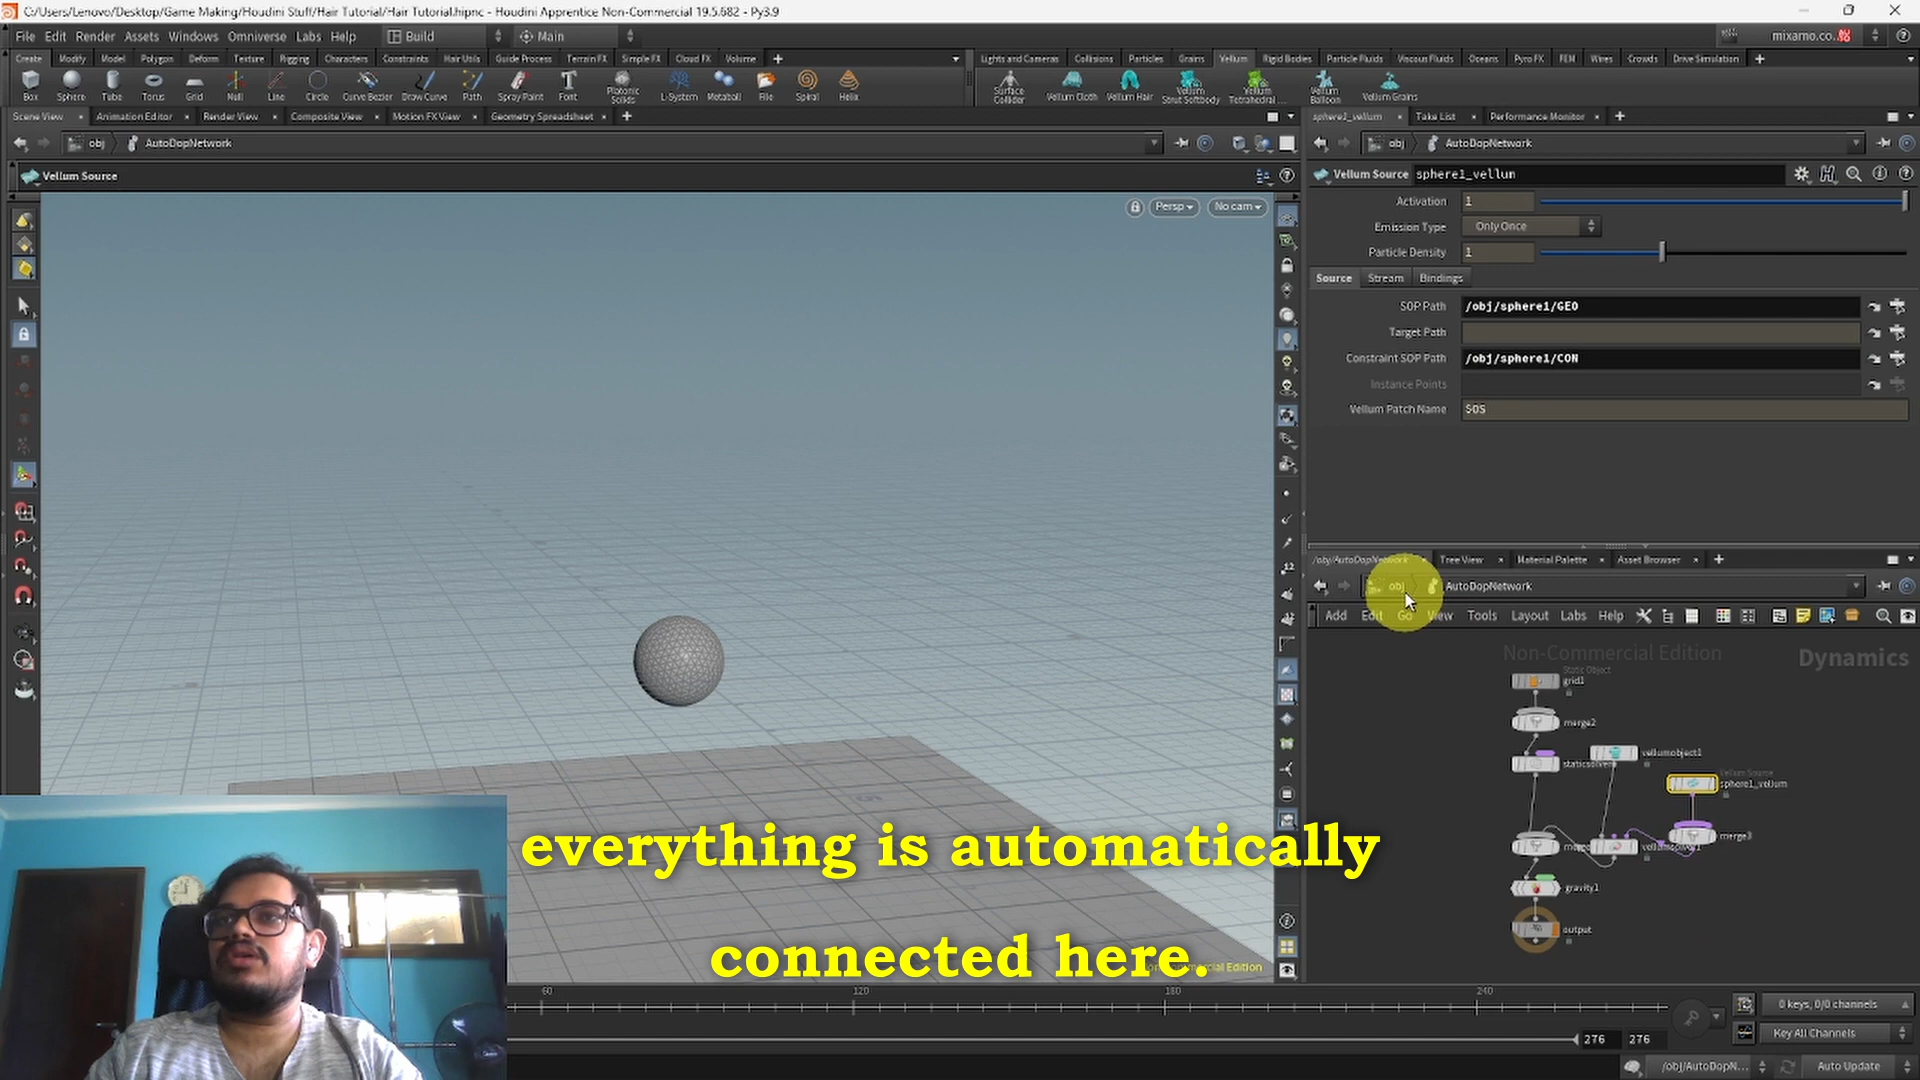 C:/Users/Lenovo/Desktop/Game Making/Houdini Stuff/Hair Tutorial/Hair Tutorial.hipnc - Houdini Apprentice Non-Commercial 19.5.682 - Py3.9
File Edit Render Assets Windows Omniverse Labs Help Build Main mixamo.co...
Create Modify Model Polygon Deform Texture Rigging Characters Constraints Hair Utils Guide Process Terrain FX Simple FX Cloud FX Volume
Lights and Cameras Collisions Particles Grains Vellum Rigid Bodies Particle Fluids Viscous Fluids Oceans Pyro FX FEM Wires Crowds Drive Simulation
Box Sphere Tube Torus Grid Null Line Circle Curve Bezier Draw Curve Path Spray Paint Font Platonic Solids L-System Metaball File Spiral Helix
Surface Collider Vellum Cloth Vellum Hair Vellum Strut Softbody Vellum Tetrahedral ... Vellum Balloon Vellum Grains
Scene View Animation Editor Render View Composite View Motion FX View Geometry Spreadsheet
sphere1_vellum Take List Performance Monitor
obj AutoDopNetwork
obj AutoDopNetwork
Vellum Source
Vellum Source sphere1_vellum
Persp No cam
Activation 1
Emission Type Only Once
Particle Density 1
Source Stream Bindings
SOP Path /obj/sphere1/GEO
Target Path
Constraint SOP Path /obj/sphere1/CON
Instance Points
Vellum Patch Name $OS
/obj/AutoDopNetwork Tree View Material Palette Asset Browser
obj AutoDopNetwork
Add Edit Go View Tools Layout Labs Help
Non-Commercial Edition
Dynamics
Static Object
grid1
merge2
vellumobject1
staticsolver1
Vellum Source
sphere1_vellum
merge3
gravity1
output
everything is automatically
connected here.
60 120 180 240
276 276
0 keys, 0/0 channels
Key All Channels
/obj/AutoDopN... Auto Update